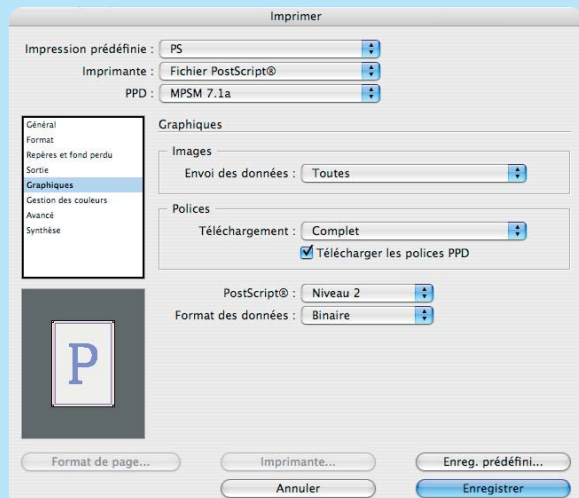 Imprimer
Impression prédéfinie : PS
Imprimante : Fichier PostScript®
PPD : MPSM 7.1a
Général
Format
Repères et fond perdu
Sortie
Graphiques
Gestion des couleurs
Avancé
Synthèse
Graphiques
Images
Envoi des données : Toutes
Polices
Téléchargement : Complet
Télécharger les polices PPD
PostScript® : Niveau 2
Format des données : Binaire
P
Format de page... Imprimante... Enreg. prédéfini...
Annuler Enregistrer